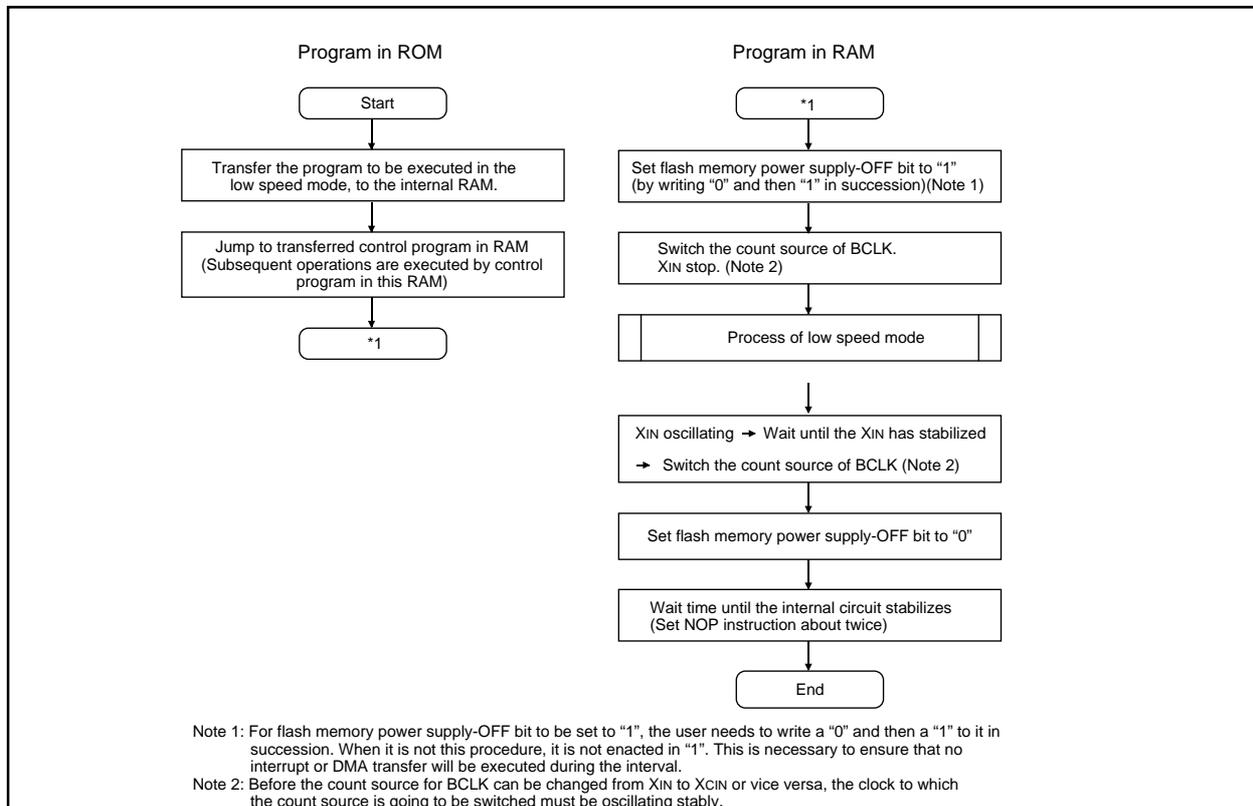 Program in ROM
Start
Transfer the program to be executed in the
low speed mode, to the internal RAM.
Jump to transferred control program in RAM
(Subsequent operations are executed by control
program in this RAM)
*1
Program in RAM
*1
Set flash memory power supply-OFF bit to “1”
(by writing “0” and then “1” in succession)(Note 1)
Switch the count source of BCLK.
XIN stop. (Note 2)
Process of low speed mode
XIN oscillating → Wait until the XIN has stabilized
→ Switch the count source of BCLK (Note 2)
Set flash memory power supply-OFF bit to “0”
Wait time until the internal circuit stabilizes
(Set NOP instruction about twice)
End
Note 1: For flash memory power supply-OFF bit to be set to “1”, the user needs to write a “0” and then a “1” to it in
succession. When it is not this procedure, it is not enacted in “1”. This is necessary to ensure that no
interrupt or DMA transfer will be executed during the interval.
Note 2: Before the count source for BCLK can be changed from XIN to XCIN or vice versa, the clock to which
the count source is going to be switched must be oscillating stably.